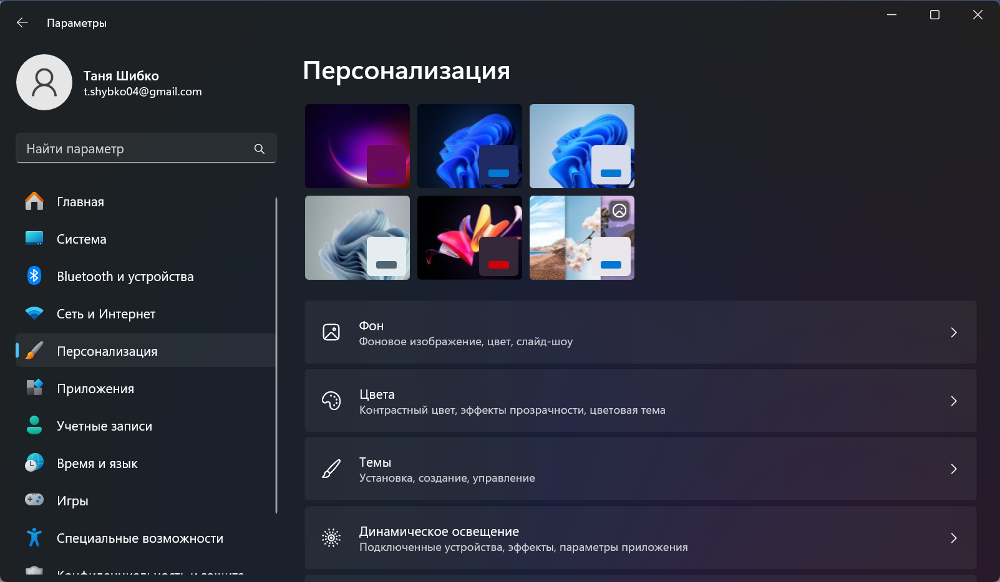 Параметры
Таня Шибко
t.shybko04@gmail.com
Найти параметр
Главная
Система
Bluetooth и устройства
Сеть и Интернет
Персонализация
Приложения
Учетные записи
Время и язык
Игры
Специальные возможности
Конфиденциальность и защита
Персонализация
Фон
Фоновое изображение, цвет, слайд-шоу
Цвета
Контрастный цвет, эффекты прозрачности, цветовая тема
Темы
Установка, создание, управление
Динамическое освещение
Подключенные устройства, эффекты, параметры приложения